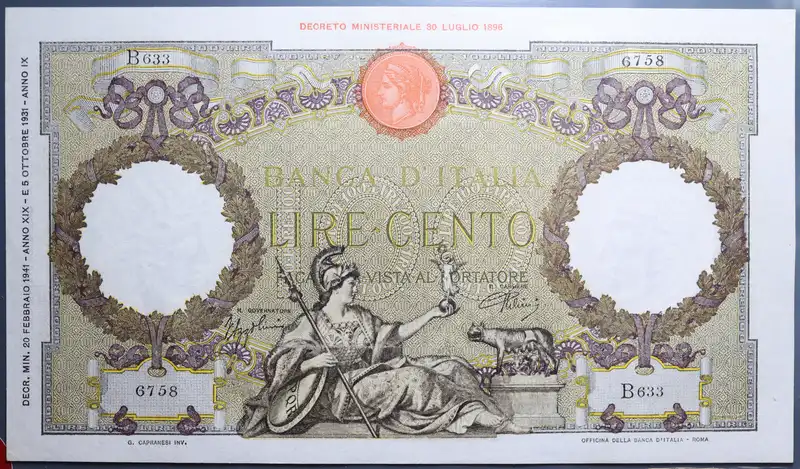 DECRETO MINISTERIALE 30 LUGLIO 1896
B633
6758
DECR. MIN. 20 FEBBRAIO 1941 - ANNO XIX - E 5 OTTOBRE 1931 - ANNO IX
BANCA D'ITALIA
LIRE·CENTO
VISTA AL PORTATORE
IL GOVERNATORE
IL CASSIERE
ROMA
6758
B633
G. CAPRANESI INV.
OFFICINA DELLA BANCA D'ITALIA - ROMA